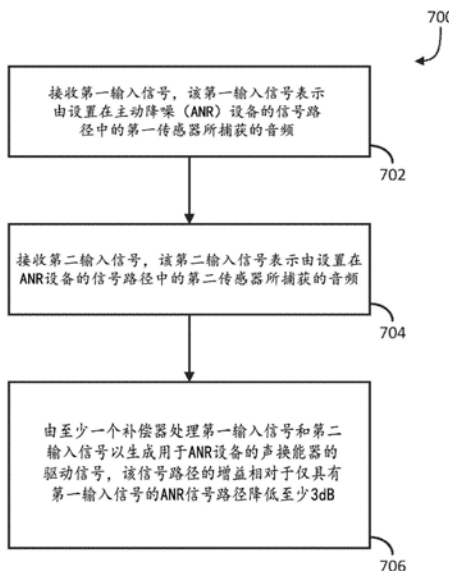 700
接收第一输入信号，该第一输入信号表示
由设置在主动降噪（ANR）设备的信号路
径中的第一传感器所捕获的音频
702
接收第二输入信号，该第二输入信号表示由设置在
ANR设备的信号路径中的第二传感器所捕获的音频
704
由至少一个补偿器处理第一输入信号和第二
输入信号以生成用于ANR设备的声换能器的
驱动信号，该信号路径的增益相对于仅具有
第一输入信号的ANR信号路径降低至少3dB
706